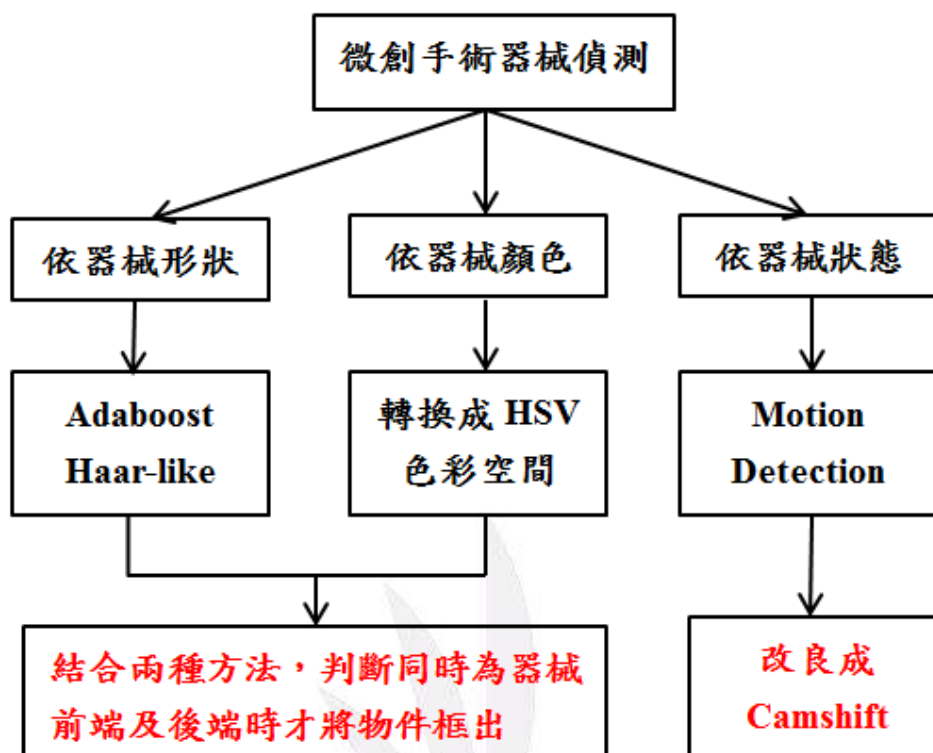 微創手術器械偵測
依器械形狀
依器械顏色
依器械狀態
Adaboost
Haar-like
轉換成 HSV
色彩空間
Motion
Detection
結合兩種方法，判斷同時為器械
前端及後端時才將物件框出
改良成
Camshift